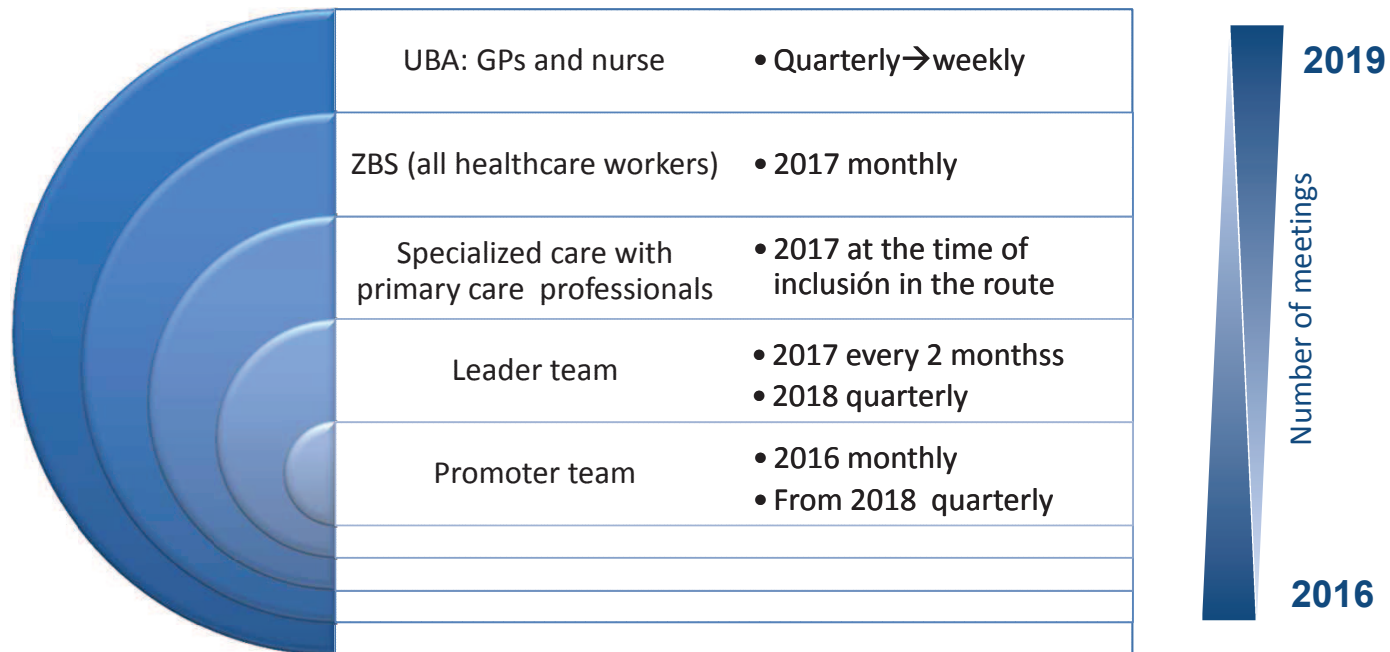 UBA: GPs and nurse
• Quarterly→weekly
ZBS (all healthcare workers)
• 2017 monthly
Specialized care with
primary care professionals
• 2017 at the time of
inclusión in the route
Leader team
• 2017 every 2 monthss
• 2018 quarterly
Promoter team
• 2016 monthly
• From 2018 quarterly
2019
Number of meetings
2016